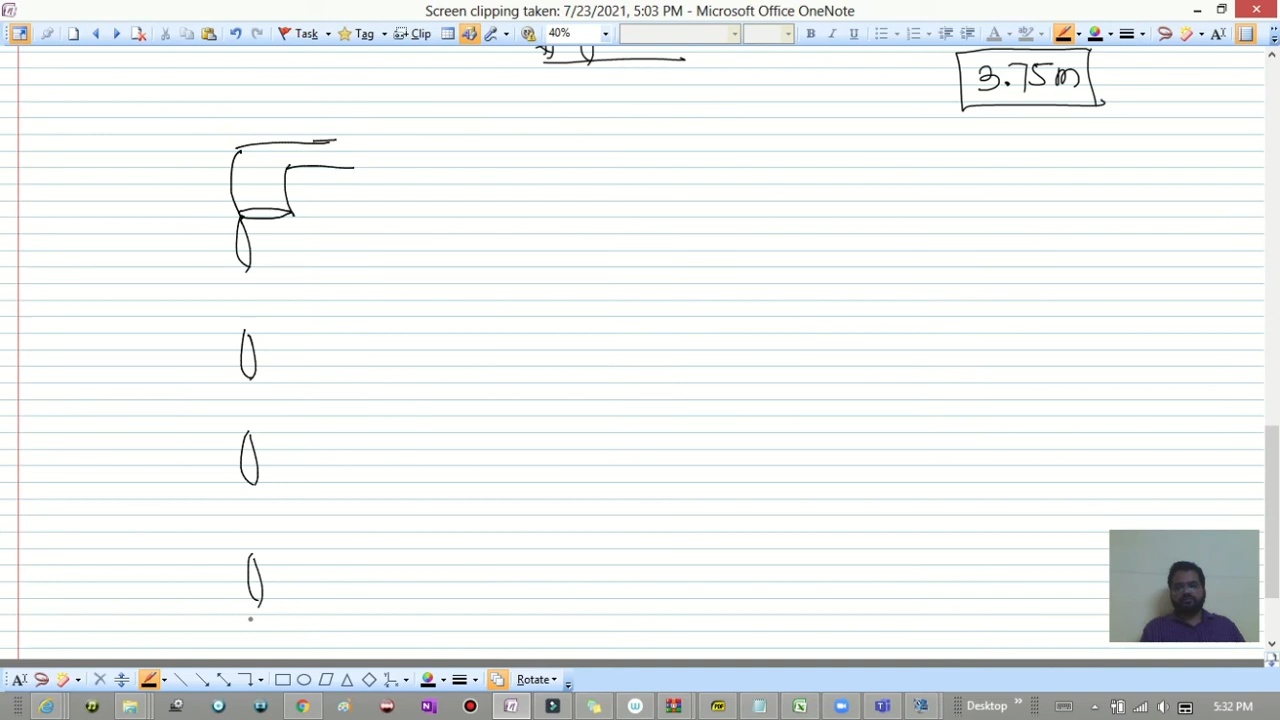 Screen clipping taken: 7/23/2021, 5:03 PM - Microsoft Office OneNote
Task
Tag
Clip
40%
B I U
A
3.75m
Rotate
Desktop
5:32 PM